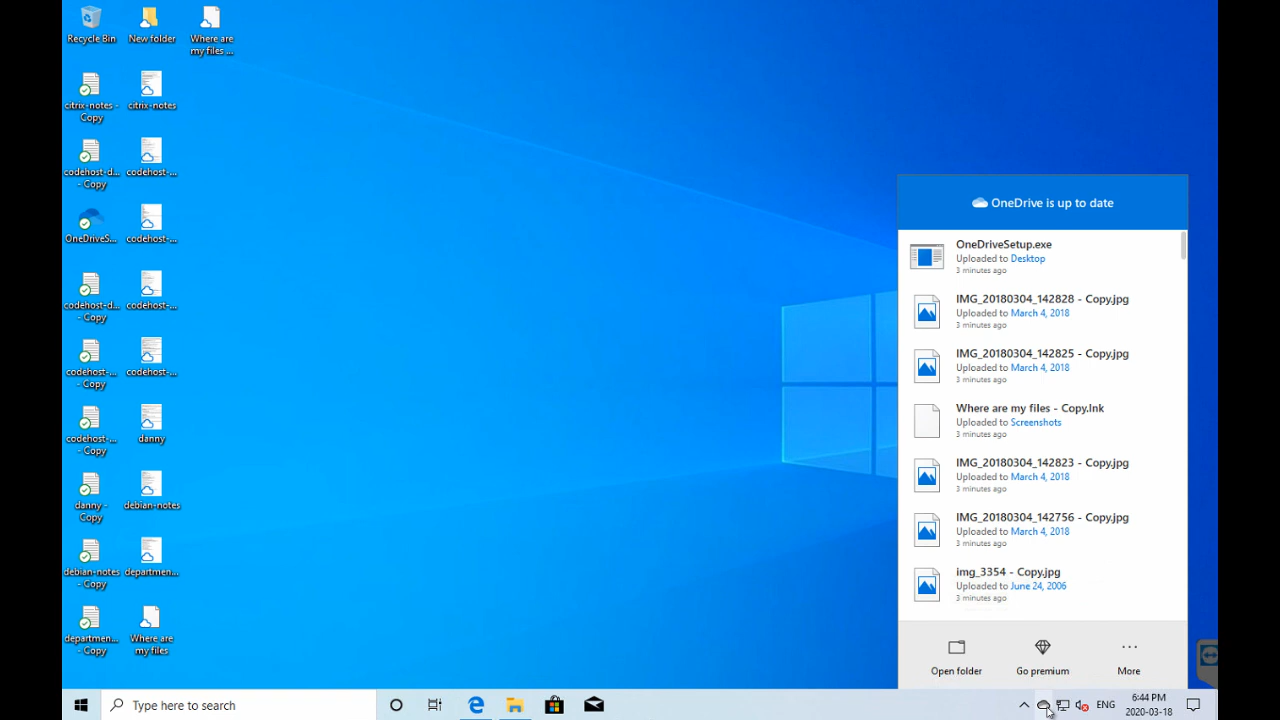 Recycle Bin
New folder
Where are
my files ...
citrix-notes -
Copy
citrix-notes
codehost-d...
- Copy
codehost-...
OneDriveS...
codehost-...
codehost-d...
- Copy
codehost-...
codehost-...
- Copy
codehost-...
codehost-...
- Copy
danny
danny -
Copy
debian-notes
debian-notes
- Copy
departmen...
departmen...
- Copy
Where are
my files
OneDrive is up to date
OneDriveSetup.exe
Uploaded to Desktop
3 minutes ago
IMG_20180304_142828 - Copy.jpg
Uploaded to March 4, 2018
3 minutes ago
IMG_20180304_142825 - Copy.jpg
Uploaded to March 4, 2018
3 minutes ago
Where are my files - Copy.lnk
Uploaded to Screenshots
3 minutes ago
IMG_20180304_142823 - Copy.jpg
Uploaded to March 4, 2018
3 minutes ago
IMG_20180304_142756 - Copy.jpg
Uploaded to March 4, 2018
3 minutes ago
img_3354 - Copy.jpg
Uploaded to June 24, 2006
3 minutes ago
Open folder
Go premium
More
Type here to search
ENG
6:44 PM
2020-03-18